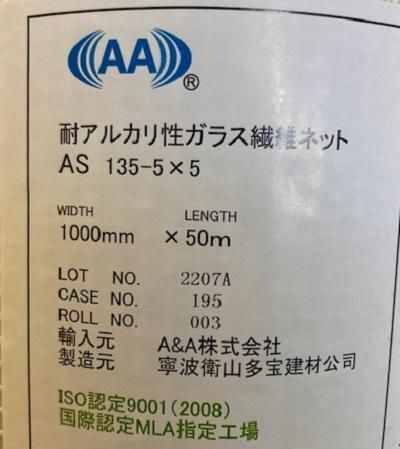 AA®
耐アルカリ性ガラス繊維ネット
AS 135-5×5
WIDTH LENGTH
1000mm ×50m
LOT NO. 2207A
CASE NO. 195
ROLL NO. 003
輸入元 A&A株式会社
製造元 寧波衛山多宝建材公司
ISO認定9001(2008)
国際認定MLA指定工場